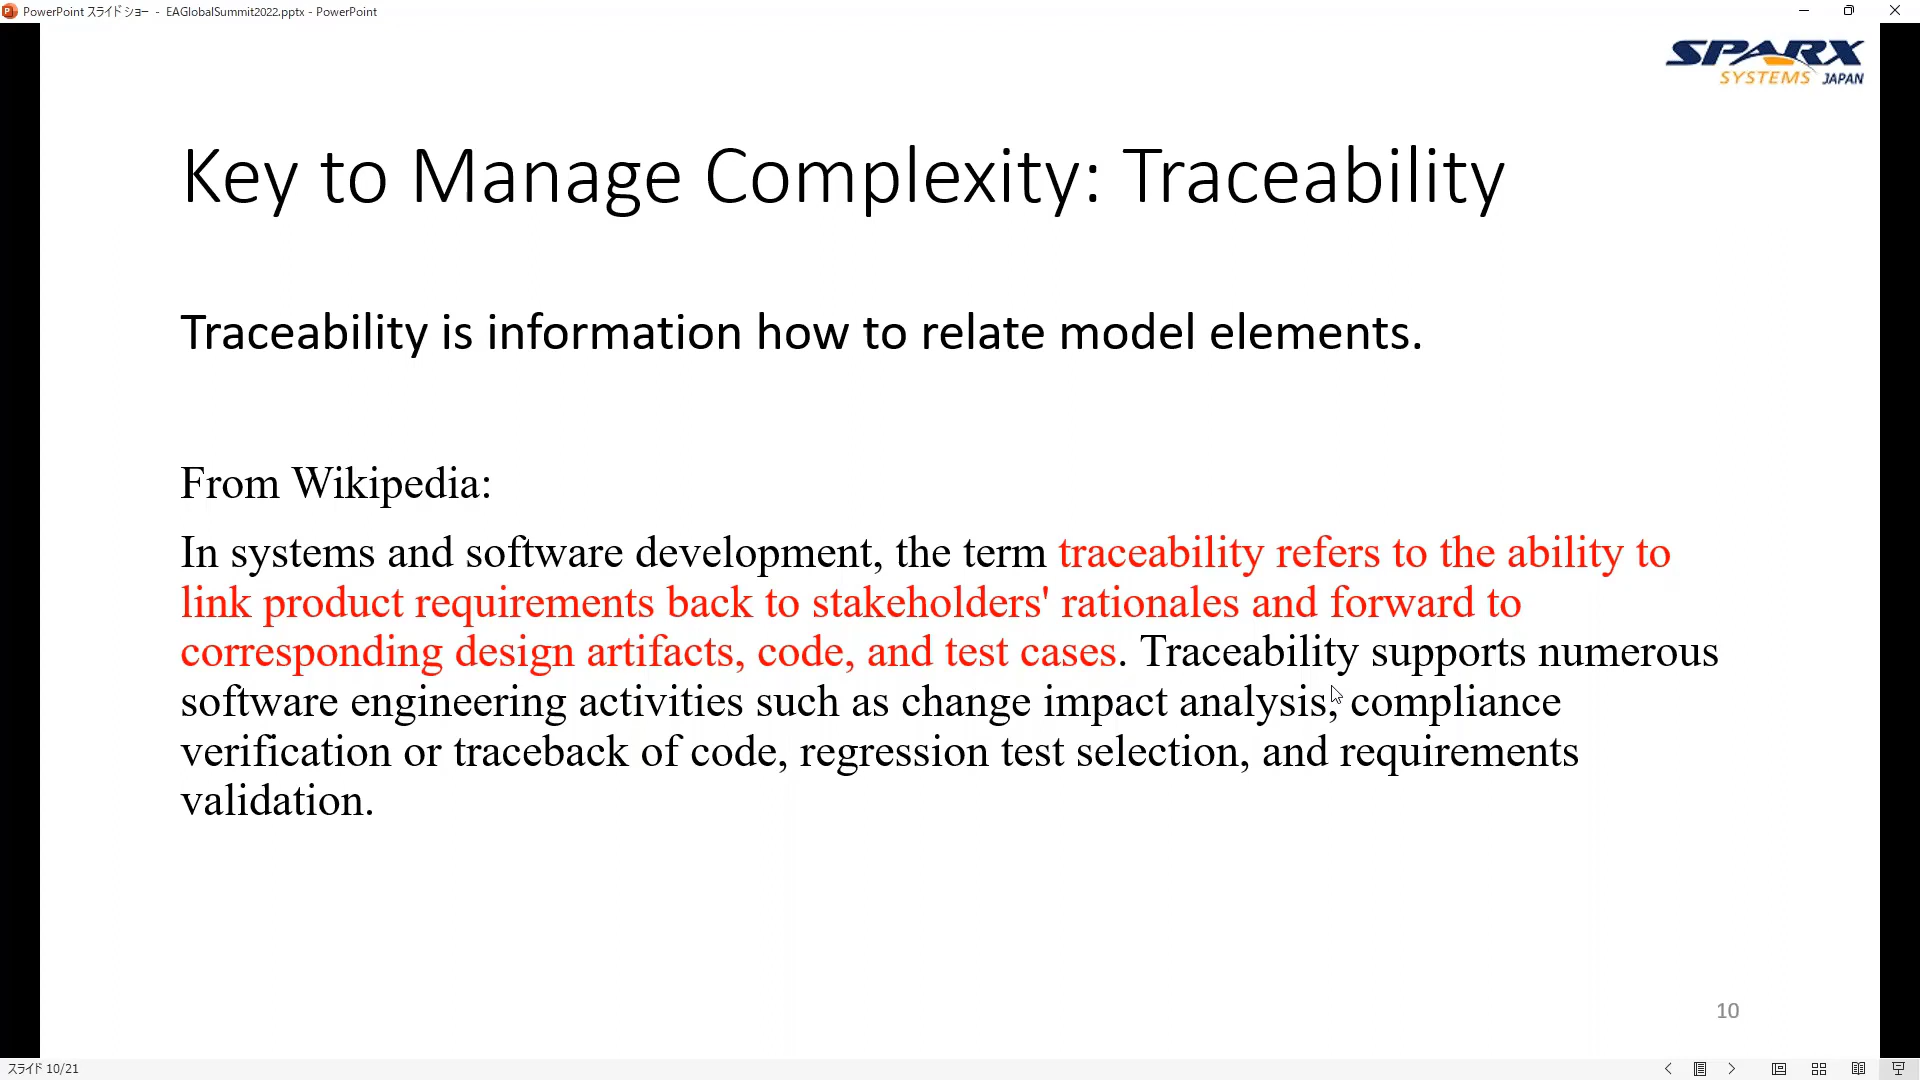 PowerPoint スライド ショー - EAGlobalSummit2022.pptx - PowerPoint
SPARX
SYSTEMS JAPAN
Key to Manage Complexity: Traceability
Traceability is information how to relate model elements.
From Wikipedia:
In systems and software development, the term traceability refers to the ability to
link product requirements back to stakeholders' rationales and forward to
corresponding design artifacts, code, and test cases. Traceability supports numerous
software engineering activities such as change impact analysis, compliance
verification or traceback of code, regression test selection, and requirements
validation.
10
スライド 10/21